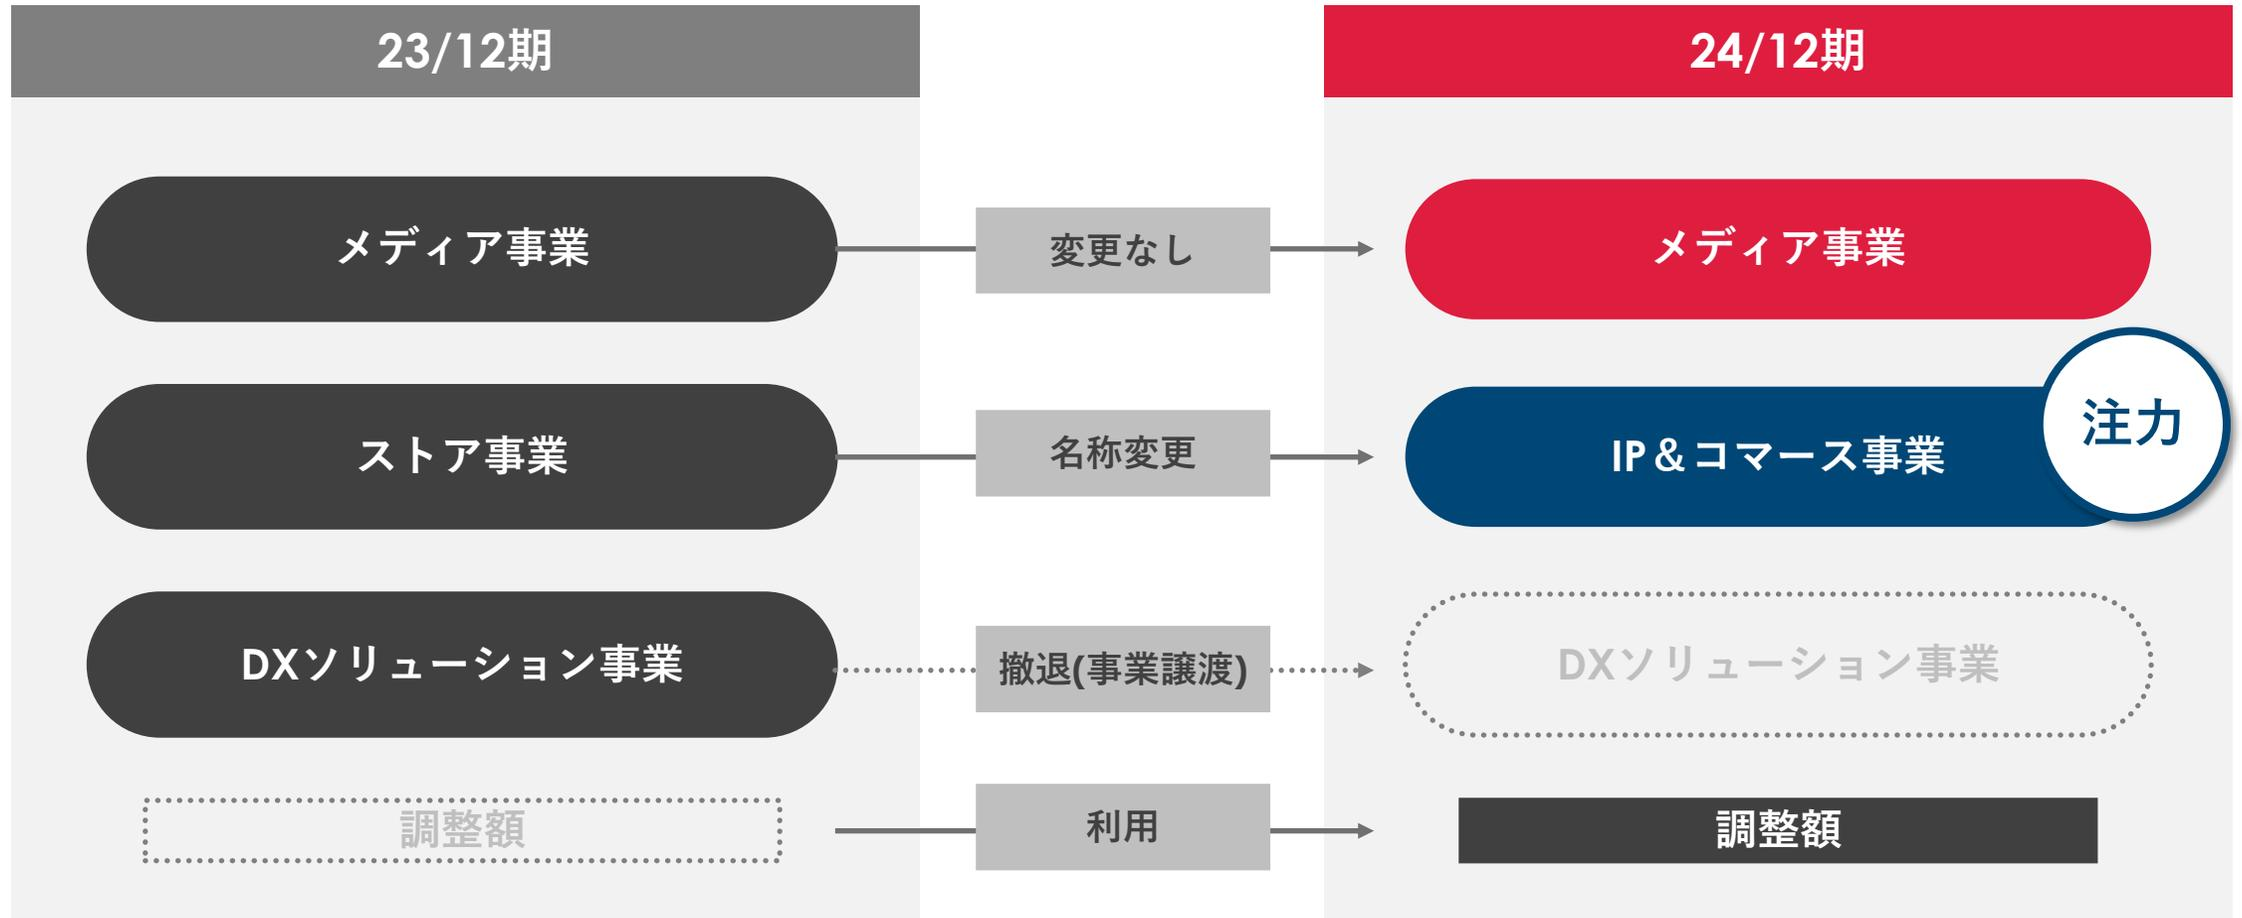 23/12期
24/12期
メディア事業
変更なし
メディア事業
ストア事業
名称変更
IP＆コマース事業
注力
DXソリューション事業
撤退(事業譲渡)
DXソリューション事業
調整額
利用
調整額